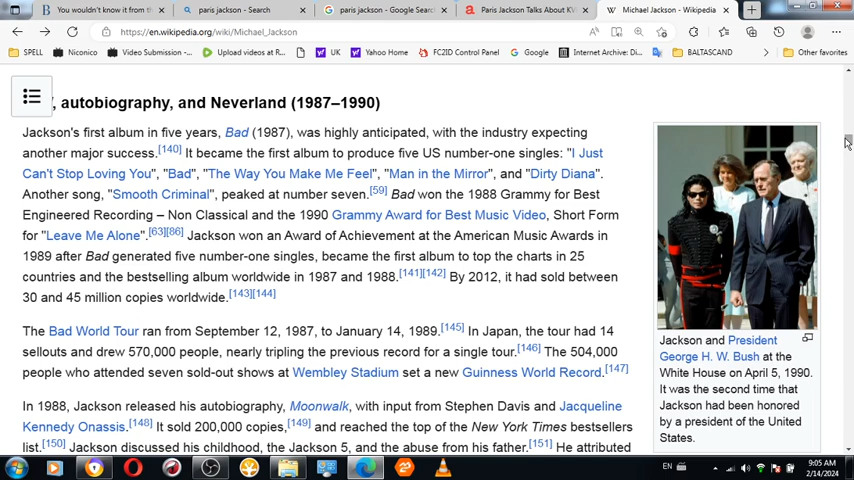 You wouldn't know it from th
paris jackson - Search
paris jackson - Google Searc
Paris Jackson Talks About KV
Michael Jackson - Wikipedia
https://en.wikipedia.org/wiki/Michael_Jackson
SPELL
Niconico
Video Submission -...
Upload videos at R...
UK
Yahoo Home
FC2ID Control Panel
Google
Internet Archive: Di...
BALTASCAND
Other favorites
, autobiography, and Neverland (1987–1990)
Jackson's first album in five years, Bad (1987), was highly anticipated, with the industry expecting
another major success.[140] It became the first album to produce five US number-one singles: "I Just
Can't Stop Loving You", "Bad", "The Way You Make Me Feel", "Man in the Mirror", and "Dirty Diana".
Another song, "Smooth Criminal", peaked at number seven.[59] Bad won the 1988 Grammy for Best
Engineered Recording – Non Classical and the 1990 Grammy Award for Best Music Video, Short Form
for "Leave Me Alone".[63][86] Jackson won an Award of Achievement at the American Music Awards in
1989 after Bad generated five number-one singles, became the first album to top the charts in 25
countries and the bestselling album worldwide in 1987 and 1988.[141][142] By 2012, it had sold between
30 and 45 million copies worldwide.[143][144]
The Bad World Tour ran from September 12, 1987, to January 14, 1989.[145] In Japan, the tour had 14
sellouts and drew 570,000 people, nearly tripling the previous record for a single tour.[146] The 504,000
people who attended seven sold-out shows at Wembley Stadium set a new Guinness World Record.[147]
In 1988, Jackson released his autobiography, Moonwalk, with input from Stephen Davis and Jacqueline
Kennedy Onassis.[148] It sold 200,000 copies,[149] and reached the top of the New York Times bestsellers
list.[150] Jackson discussed his childhood, the Jackson 5, and the abuse from his father.[151] He attributed
Jackson and President
George H. W. Bush at the
White House on April 5, 1990.
It was the second time that
Jackson had been honored
by a president of the United
States.
EN
9:05 AM
2/14/2024